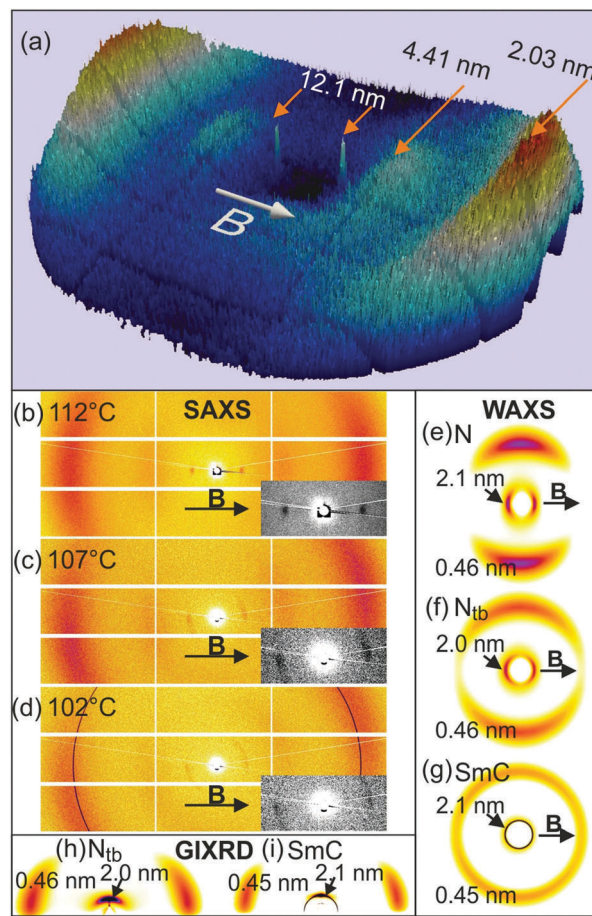 (a)
12.1 nm
4.41 nm
2.03 nm
B
(b) 112°C SAXS
B
(c) 107°C
B
(d) 102°C
B
WAXS
(e) N
2.1 nm
B
0.46 nm
(f) Ntb
2.0 nm
B
0.46 nm
(g) SmC
2.1 nm
B
0.45 nm
(h) Ntb GIXRD (i) SmC
0.46 nm 2.0 nm 0.45 nm 2.1 nm